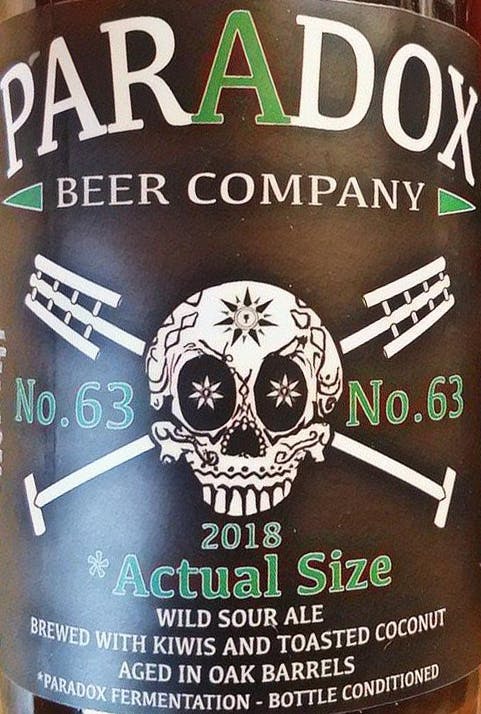 PARADOX
BEER COMPANY
No.63 No.63
2018
*Actual Size
WILD SOUR ALE
BREWED WITH KIWIS AND TOASTED COCONUT
AGED IN OAK BARRELS
*PARADOX FERMENTATION - BOTTLE CONDITIONED